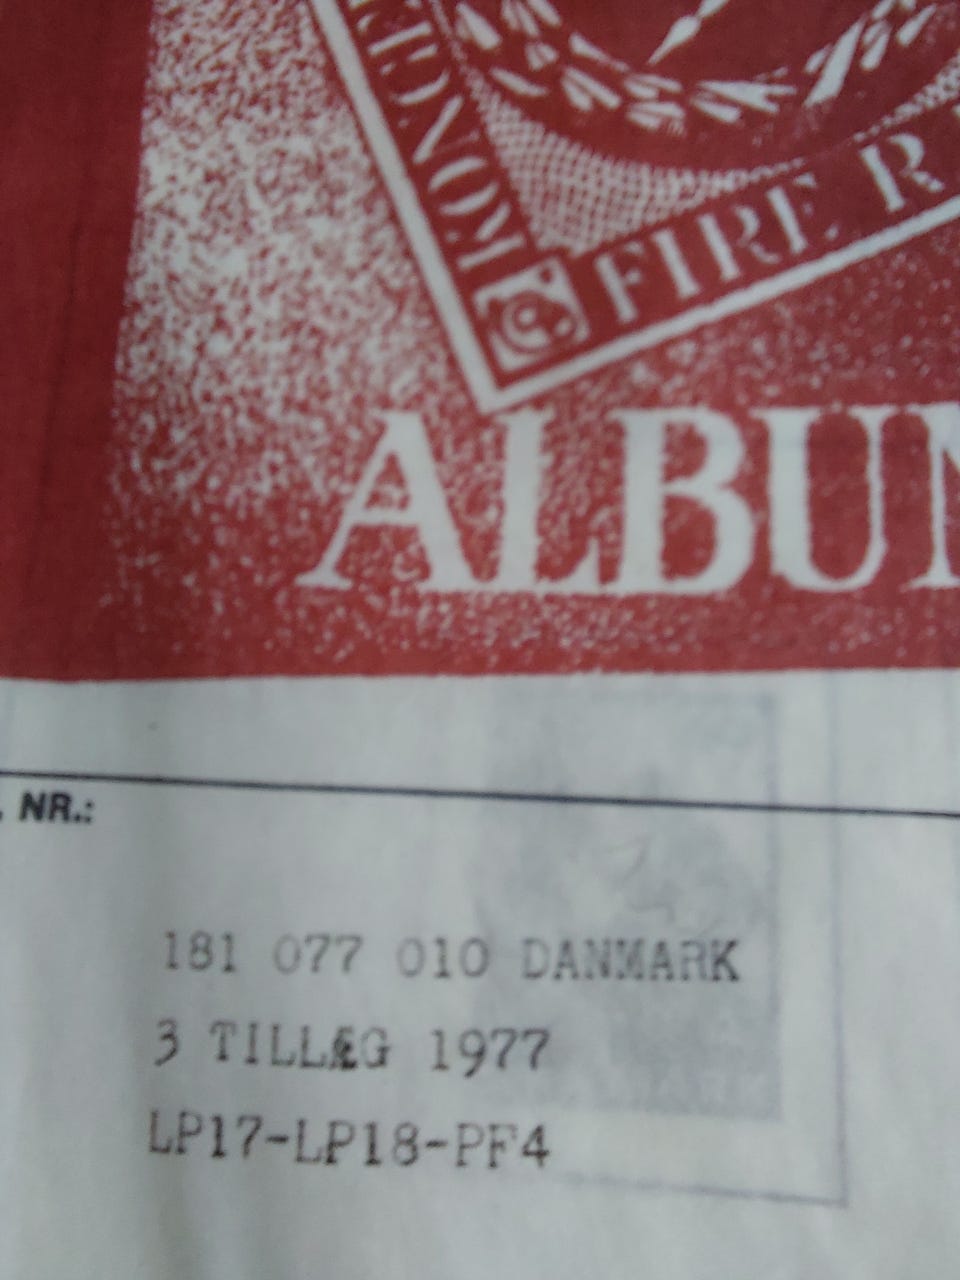 FIRE R
ALBUM
. NR.:
181 077 010 DANMARK
3 TILLÆG 1977
LP17-LP18-PF4